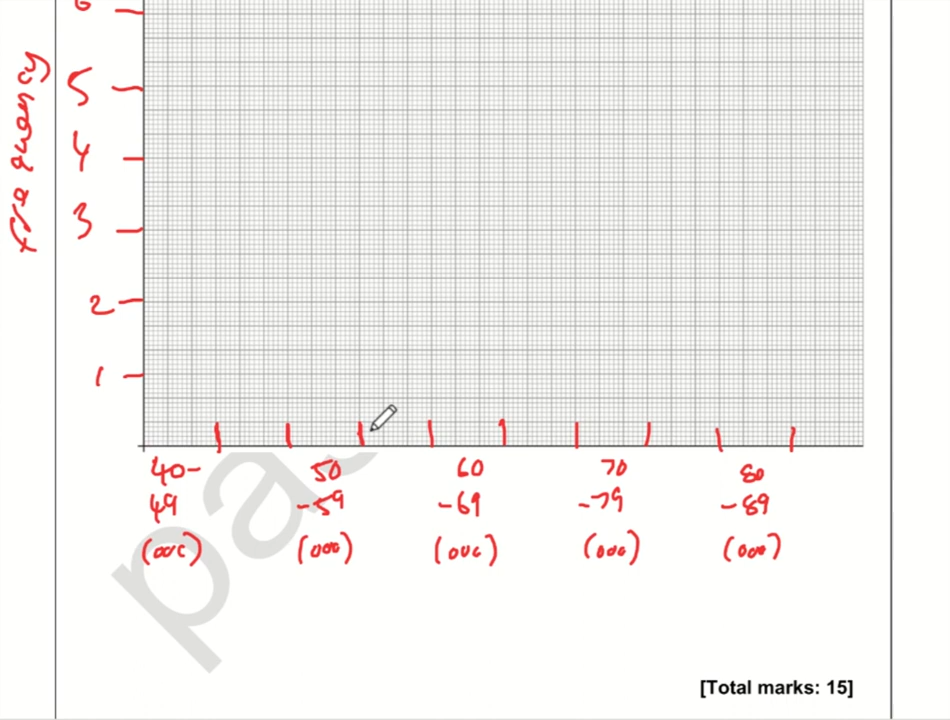 frequency
6
5
4
3
2
1
40- 50 60 70 80
49 -59 -69 -79 -89
(000) (000) (000) (000) (000)
[Total marks: 15]